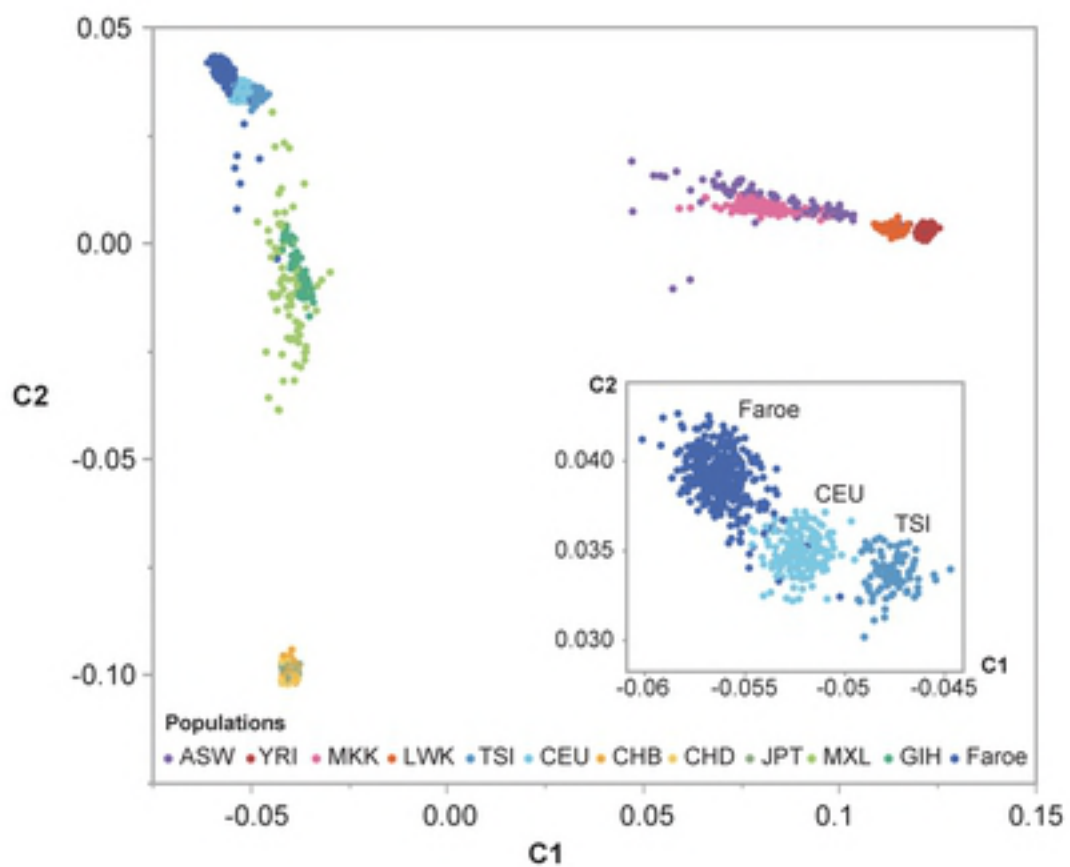 0.05
0.00
C2
-0.05
-0.10
C2
Faroe
0.040
CEU
TSI
0.035
0.030
C1
-0.06 -0.055 -0.05 -0.045
Populations
ASW YRI MKK LWK TSI CEU CHB CHD JPT MXL GIH Faroe
-0.05 0.00 0.05 0.1 0.15
C1